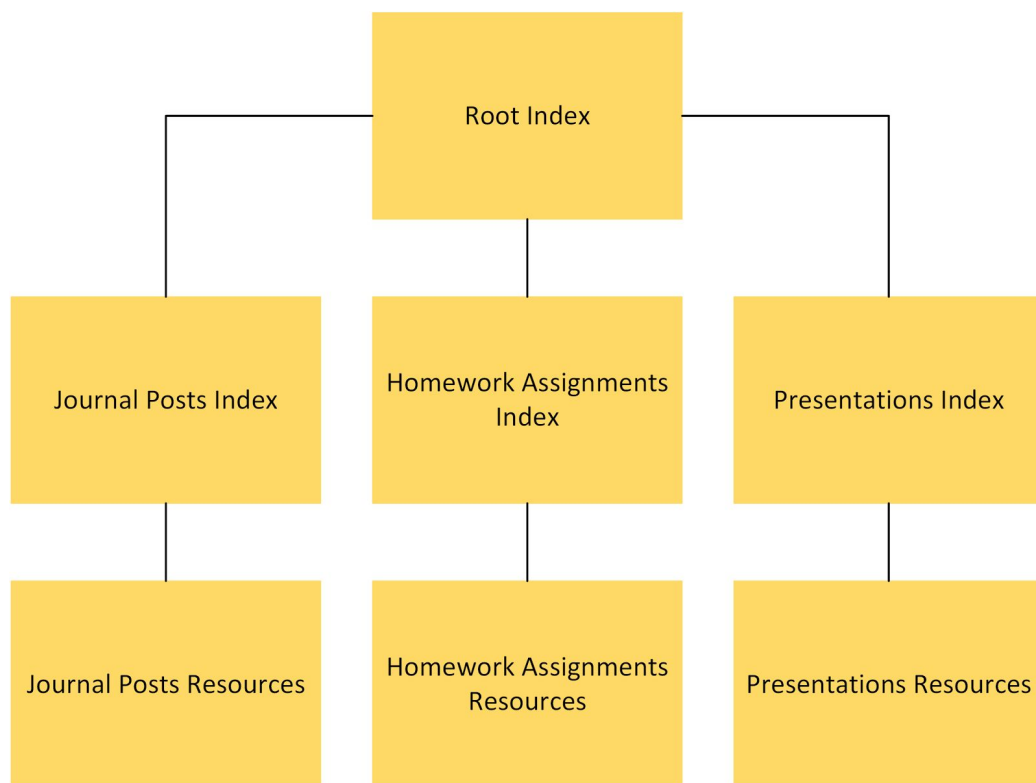 Root Index
Journal Posts Index
Homework Assignments
Index
Presentations Index
Journal Posts Resources
Homework Assignments
Resources
Presentations Resources